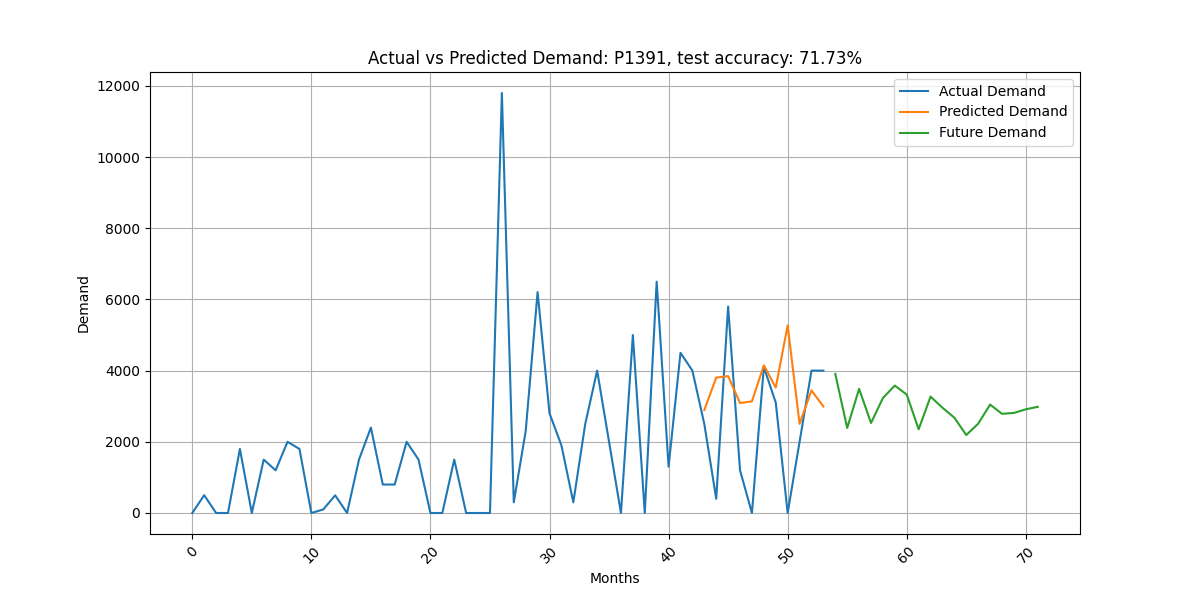 Actual vs Predicted Demand: P1391, test accuracy: 71.73%
Actual Demand
Predicted Demand
Future Demand
Demand
12000
10000
8000
6000
4000
2000
0
0 10 20 30 40 50 60 70
Months